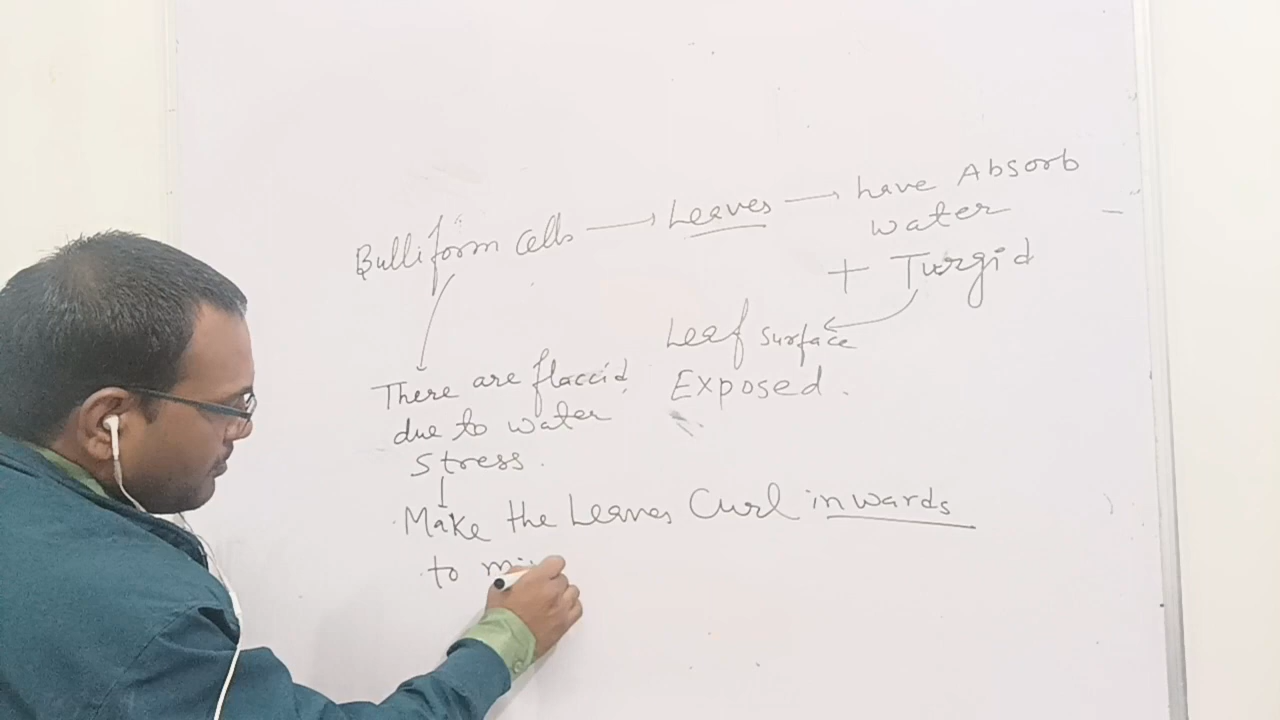 Bulliform Cells → Leaves → have Absorb
water
+ Turgid
Leaf surface
Exposed.
There are flaccid
due to water
Stress.
Make the Leaves Curl inwards
to